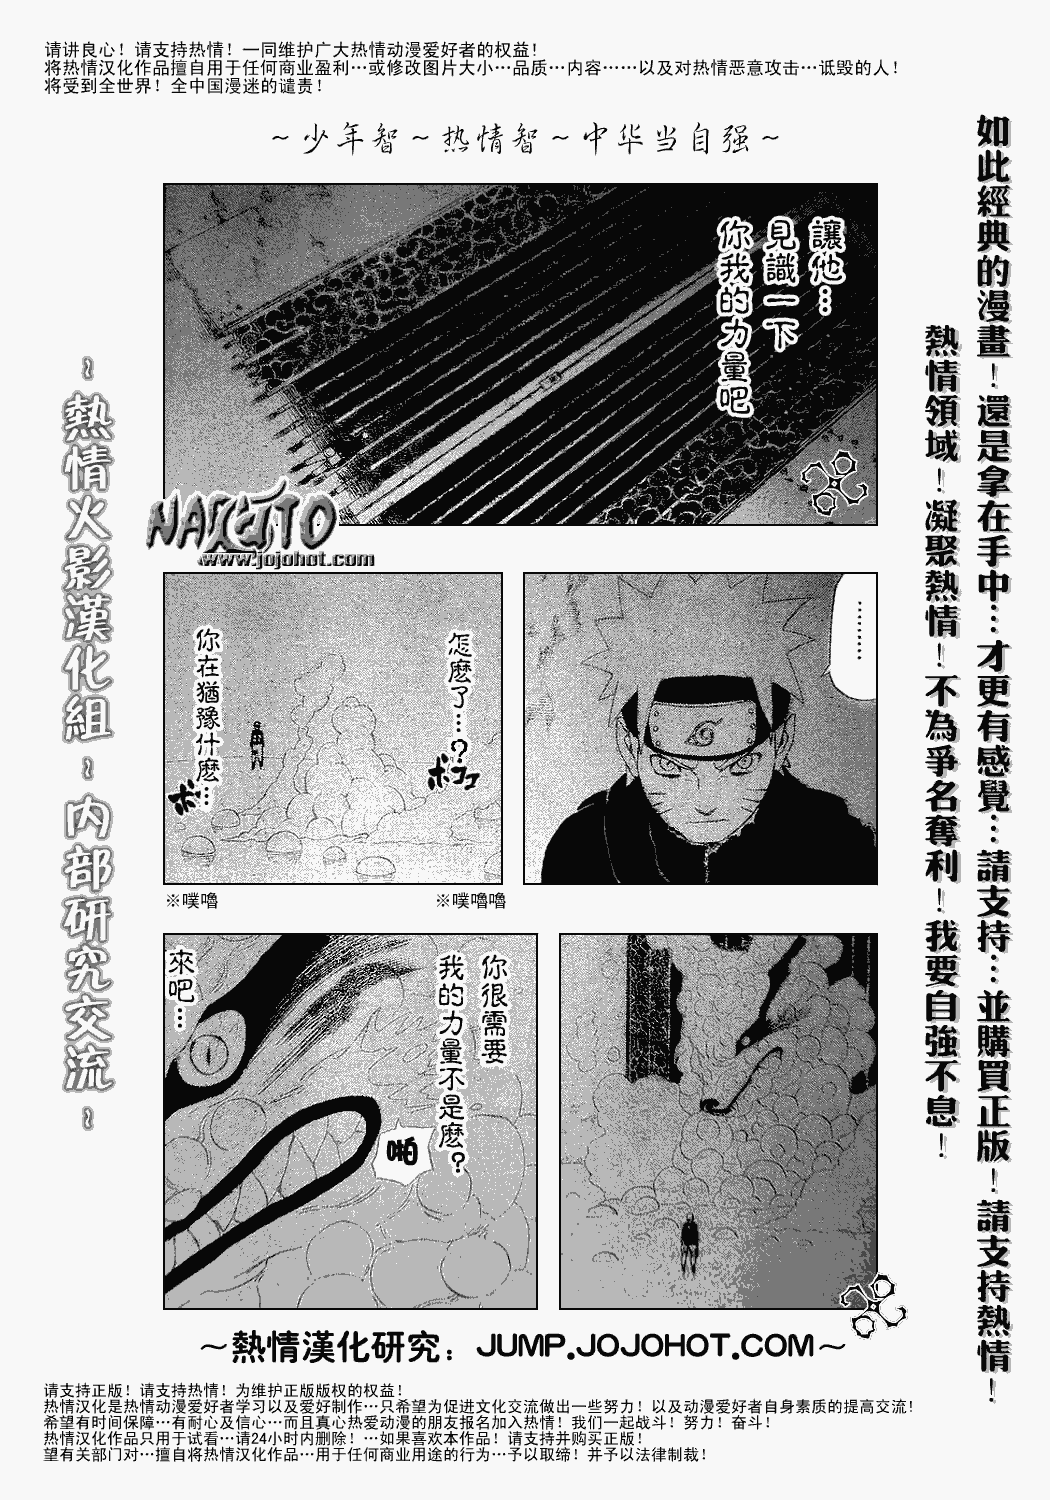 请讲良心！请支持热情！一同维护广大热情动漫爱好者的权益！
将热情汉化作品擅自用于任何商业盈利…或修改图片大小…品质…内容……以及对热情恶意攻击…诋毁的人！
将受到全世界！全中国漫迷的谴责！
～少年智～热情智～中华当自强～
如此經典的漫畫！還是拿在手中…才更有感覺…請支持…並購買正版！請支持熱情！
熱情領域！凝聚熱情！不為爭名奪利！我要自強不息！
～熱情火影漢化組～内部研究交流～
讓他…
見識一下
你我的力量吧
NARUTO
www.jojohot.com
………
怎麽了…？
ボココ
你在猶豫什麽…
ボ…
※噗嚕
※噗嚕嚕
你很需要
我的力量不是麽？
啪
來吧…
～熱情漢化研究：JUMP.JOJOHOT.COM～
请支持正版！请支持热情！为维护正版版权的权益！
热情汉化是热情动漫爱好者学习以及爱好制作…只希望为促进文化交流做出一些努力！以及动漫爱好者自身素质的提高交流！
希望有时间保障…有耐心及信心…而且真心热爱动漫的朋友报名加入热情！我们一起战斗！努力！奋斗！
热情汉化作品只用于试看…请24小时内删除！…如果喜欢本作品！请支持并购买正版！
望有关部门对…擅自将热情汉化作品…用于任何商业用途的行为…予以取缔！并予以法律制裁！